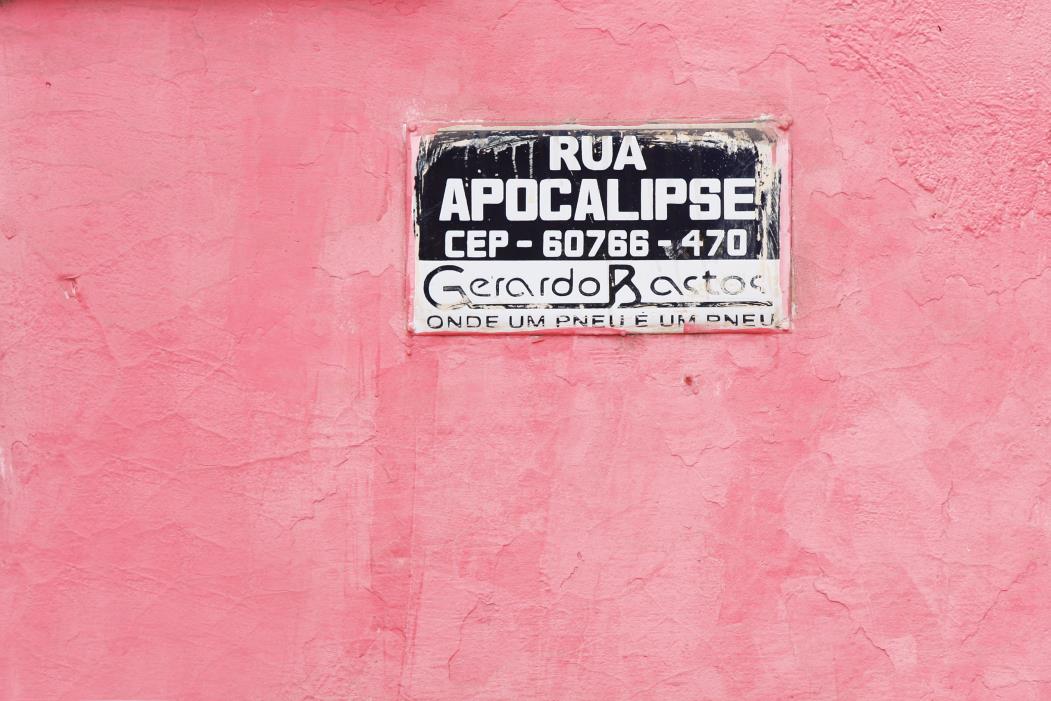 RUA
APOCALIPSE
CEP - 60766 - 470
Gerardo Bastos
ONDE UM PNEU É UM PNEU